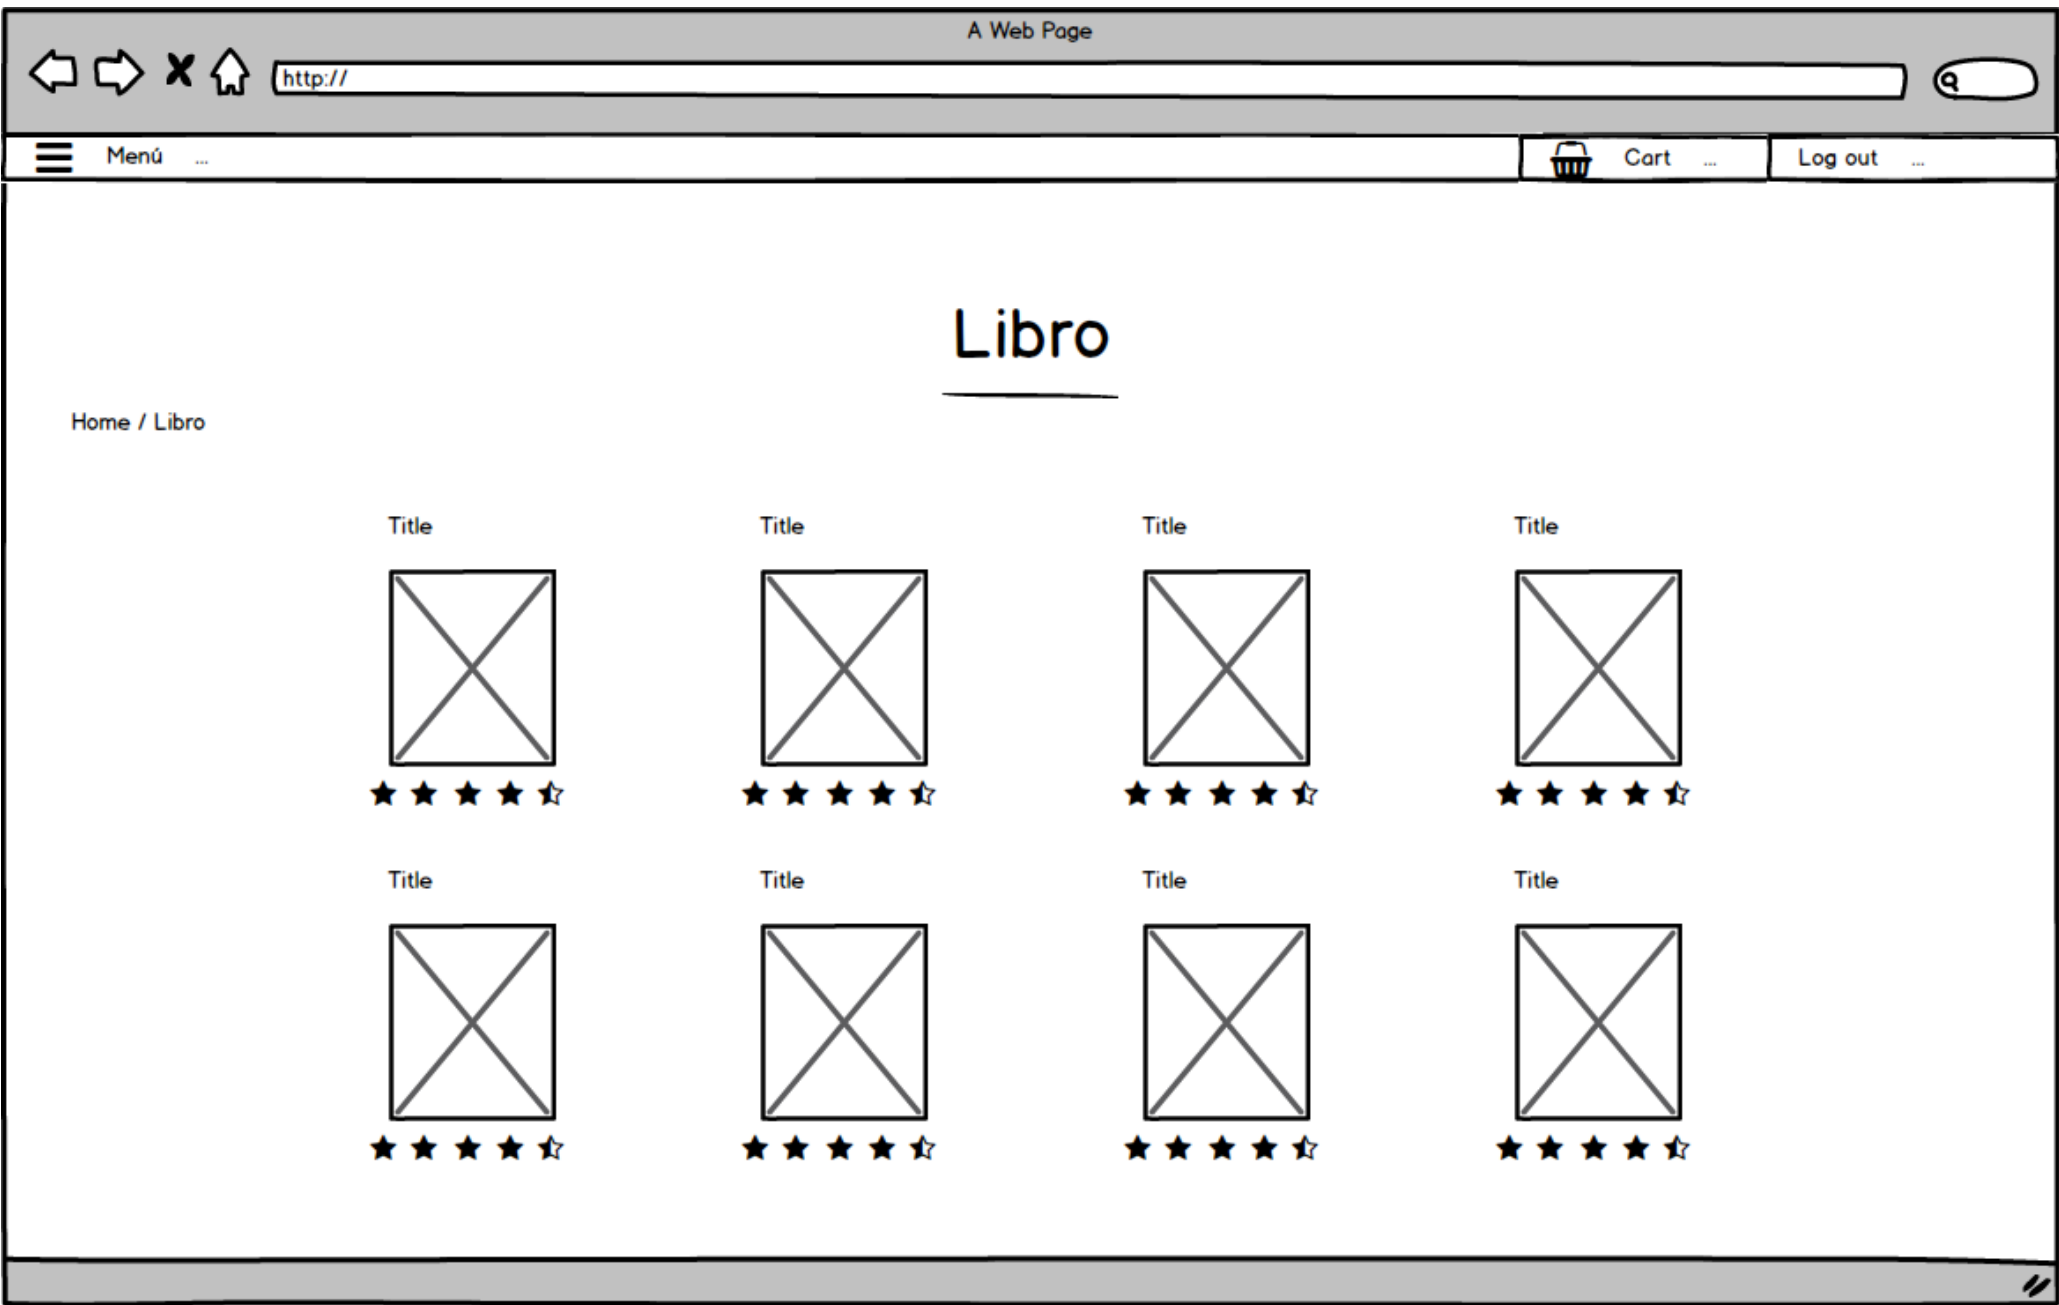 A Web Page
http://
Menú ...
Cart ...
Log out ...
Libro
Home / Libro
Title Title Title Title
Title Title Title Title